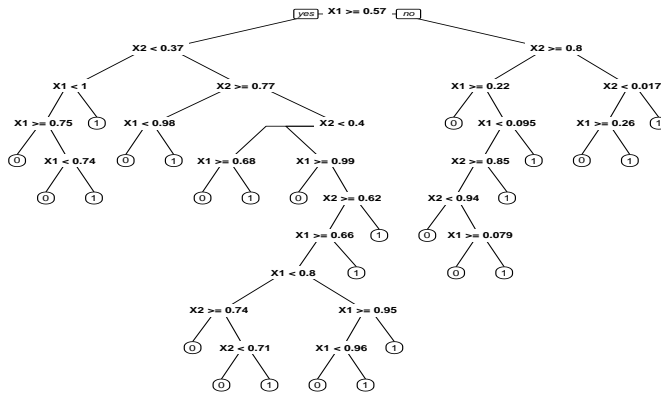 yes X1 >= 0.57 no
X2 < 0.37 X2 >= 0.8
X1 < 1 X2 >= 0.77 X1 >= 0.22 X2 < 0.017
X1 >= 0.75 1 X1 < 0.98 X2 < 0.4 0 X1 < 0.095 X1 >= 0.26 1
0 X1 < 0.74 0 1 X1 >= 0.68 X1 >= 0.99 X2 >= 0.85 1 0 1
0 1 0 1 0 X2 >= 0.62 X2 < 0.94 1
X1 >= 0.66 1 0 X1 >= 0.079
X1 < 0.8 1 0 1
X2 >= 0.74 X1 >= 0.95
0 X2 < 0.71 X1 < 0.96 1
0 1 0 1